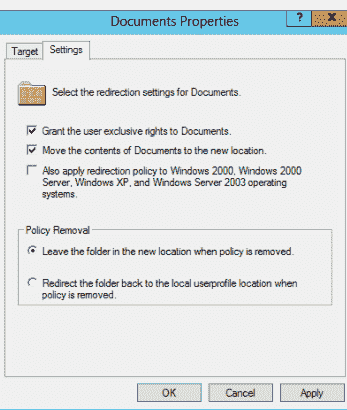 Documents Properties
?
x
Target
Settings
Select the redirection settings for Documents.
Grant the user exclusive rights to Documents.
Move the contents of Documents to the new location.
Also apply redirection policy to Windows 2000, Windows 2000
Server, Windows XP, and Windows Server 2003 operating
systems.
Policy Removal
Leave the folder in the new location when policy is removed.
Redirect the folder back to the local userprofile location when
policy is removed.
OK
Cancel
Apply